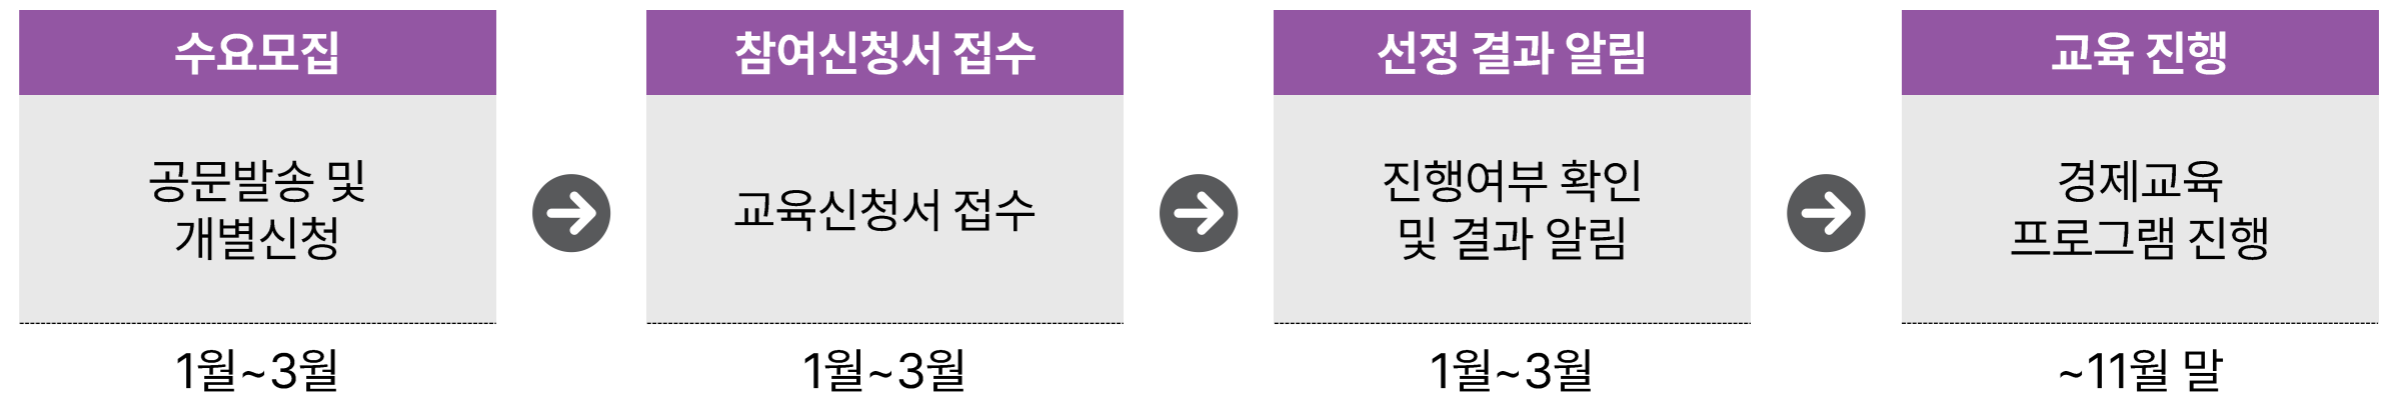 수요모집
공문발송 및
개별신청
1월~3월
참여신청서 접수
교육신청서 접수
1월~3월
선정 결과 알림
진행여부 확인
및 결과 알림
1월~3월
교육 진행
경제교육
프로그램 진행
~11월 말